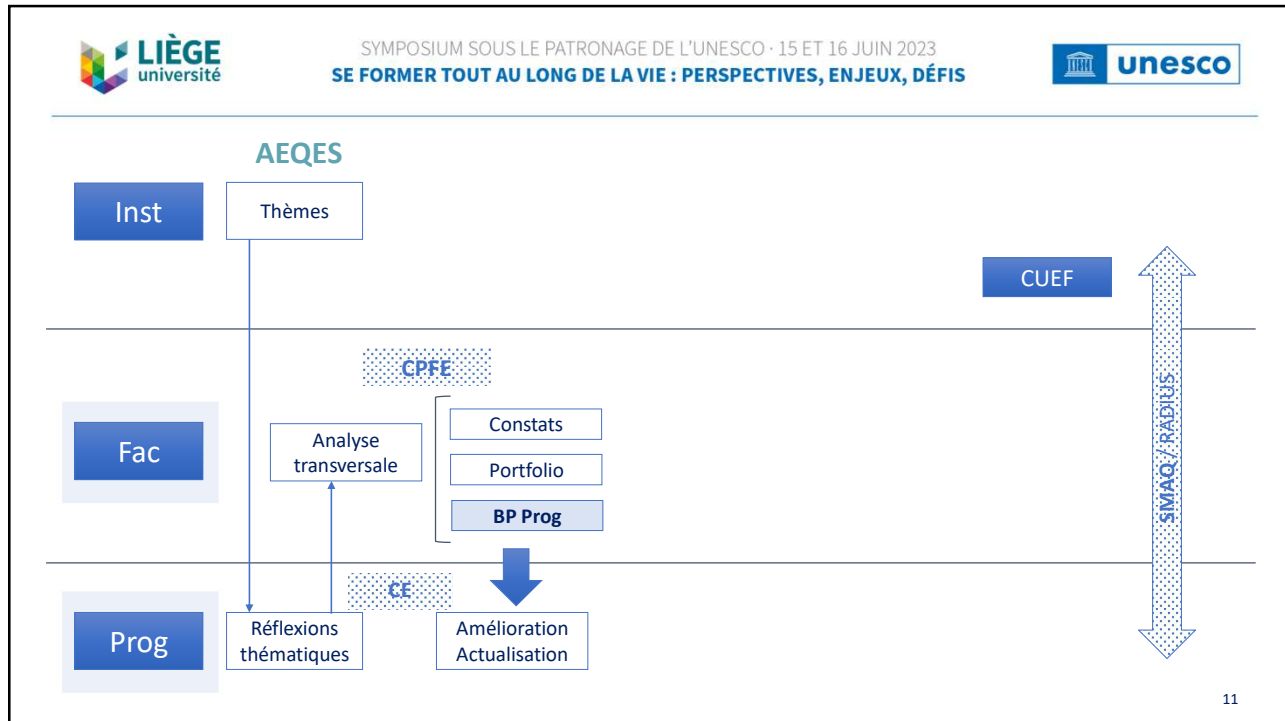 LIÈGE
université
SYMPOSIUM SOUS LE PATRONAGE DE L'UNESCO · 15 ET 16 JUIN 2023
SE FORMER TOUT AU LONG DE LA VIE : PERSPECTIVES, ENJEUX, DÉFIS
unesco
AEQES
Inst
Thèmes
CUEF
CPFE
Fac
Analyse
transversale
Constats
Portfolio
BP Prog
SMAQ / RADIUS
CE
Prog
Réflexions
thématiques
Amélioration
Actualisation
11